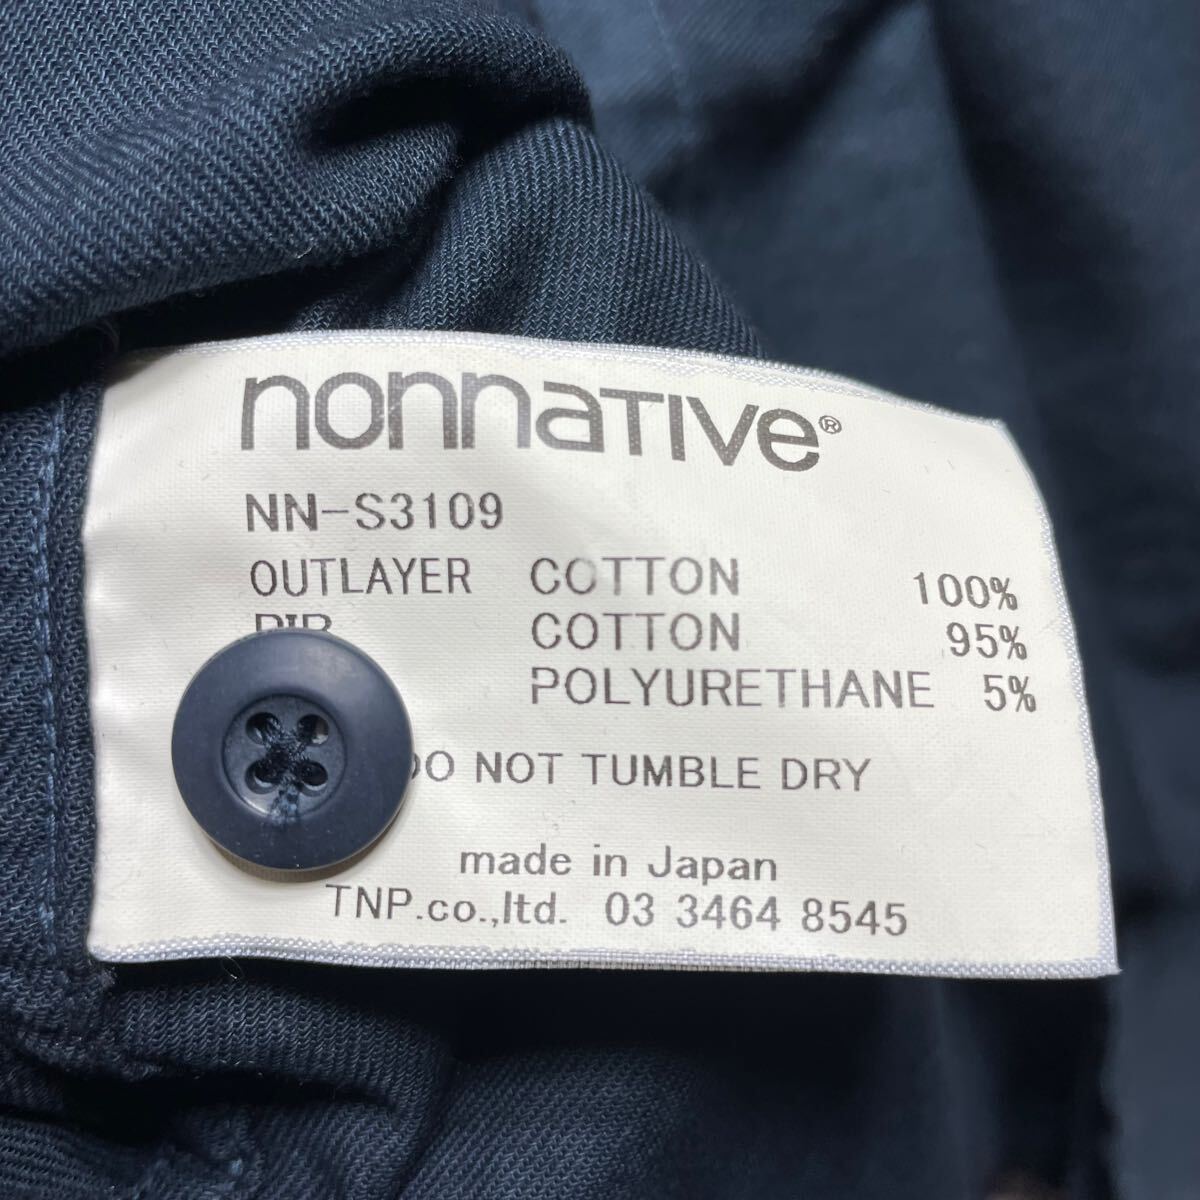 nonnative®
NN-S3109
OUTLAYER COTTON 100%
COTTON 95%
POLYURETHANE 5%
DO NOT TUMBLE DRY
made in Japan
TNP.co.,ltd. 03 3464 8545